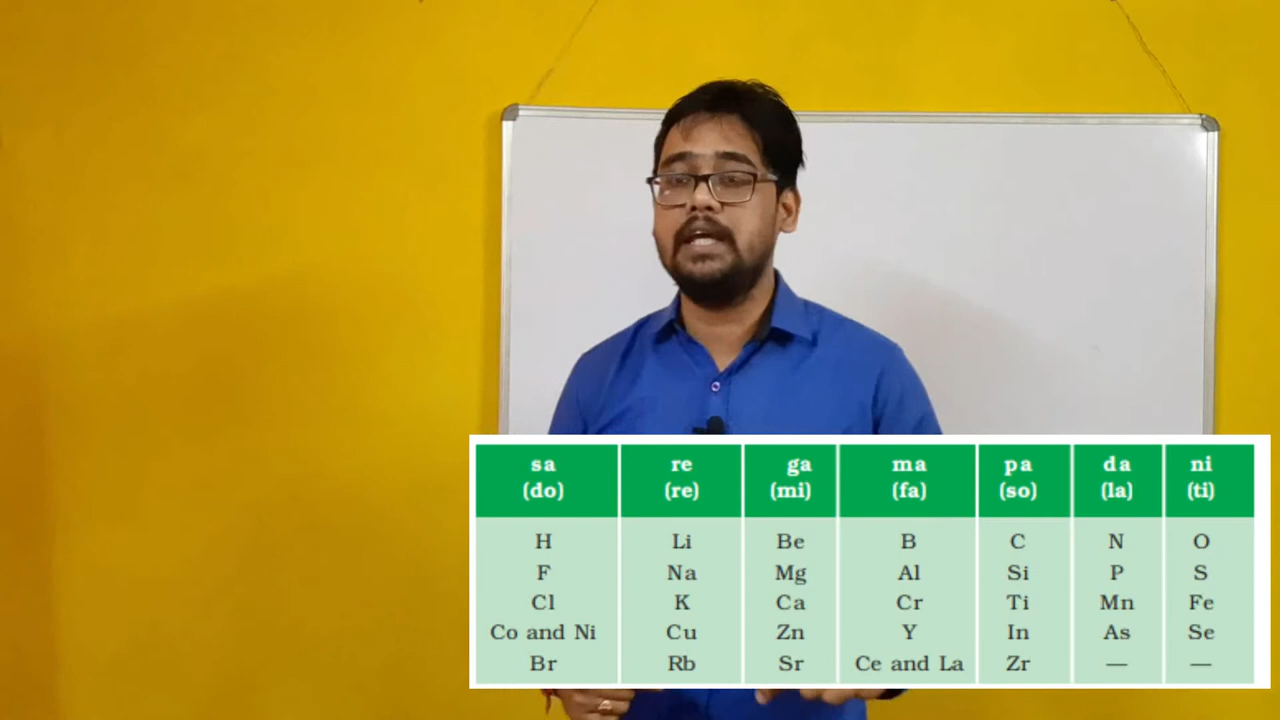 sa re ga ma pa da ni
(do) (re) (mi) (fa) (so) (la) (ti)
H Li Be B C N O
F Na Mg Al Si P S
Cl K Ca Cr Ti Mn Fe
Co and Ni Cu Zn Y In As Se
Br Rb Sr Ce and La Zr — —